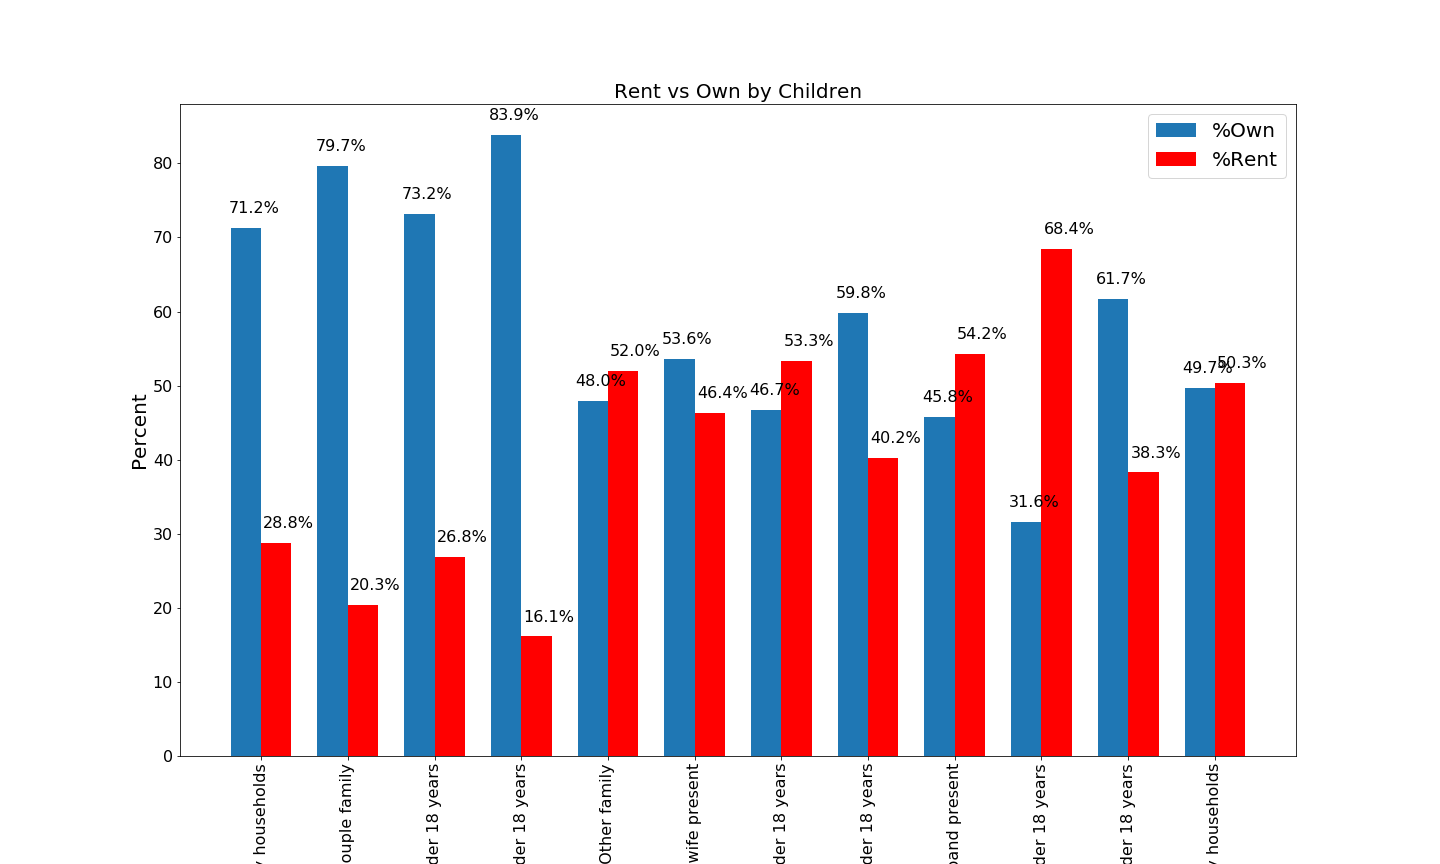 Rent vs Own by Children
%Own
%Rent
Percent
80
70
60
50
40
30
20
10
0
71.2%
28.8%
79.7%
20.3%
73.2%
26.8%
83.9%
16.1%
48.0%
52.0%
53.6%
46.4%
46.7%
53.3%
59.8%
40.2%
45.8%
54.2%
31.6%
68.4%
61.7%
38.3%
49.7%
50.3%
households
ouple family
der 18 years
der 18 years
Other family
wife present
der 18 years
der 18 years
band present
der 18 years
der 18 years
households